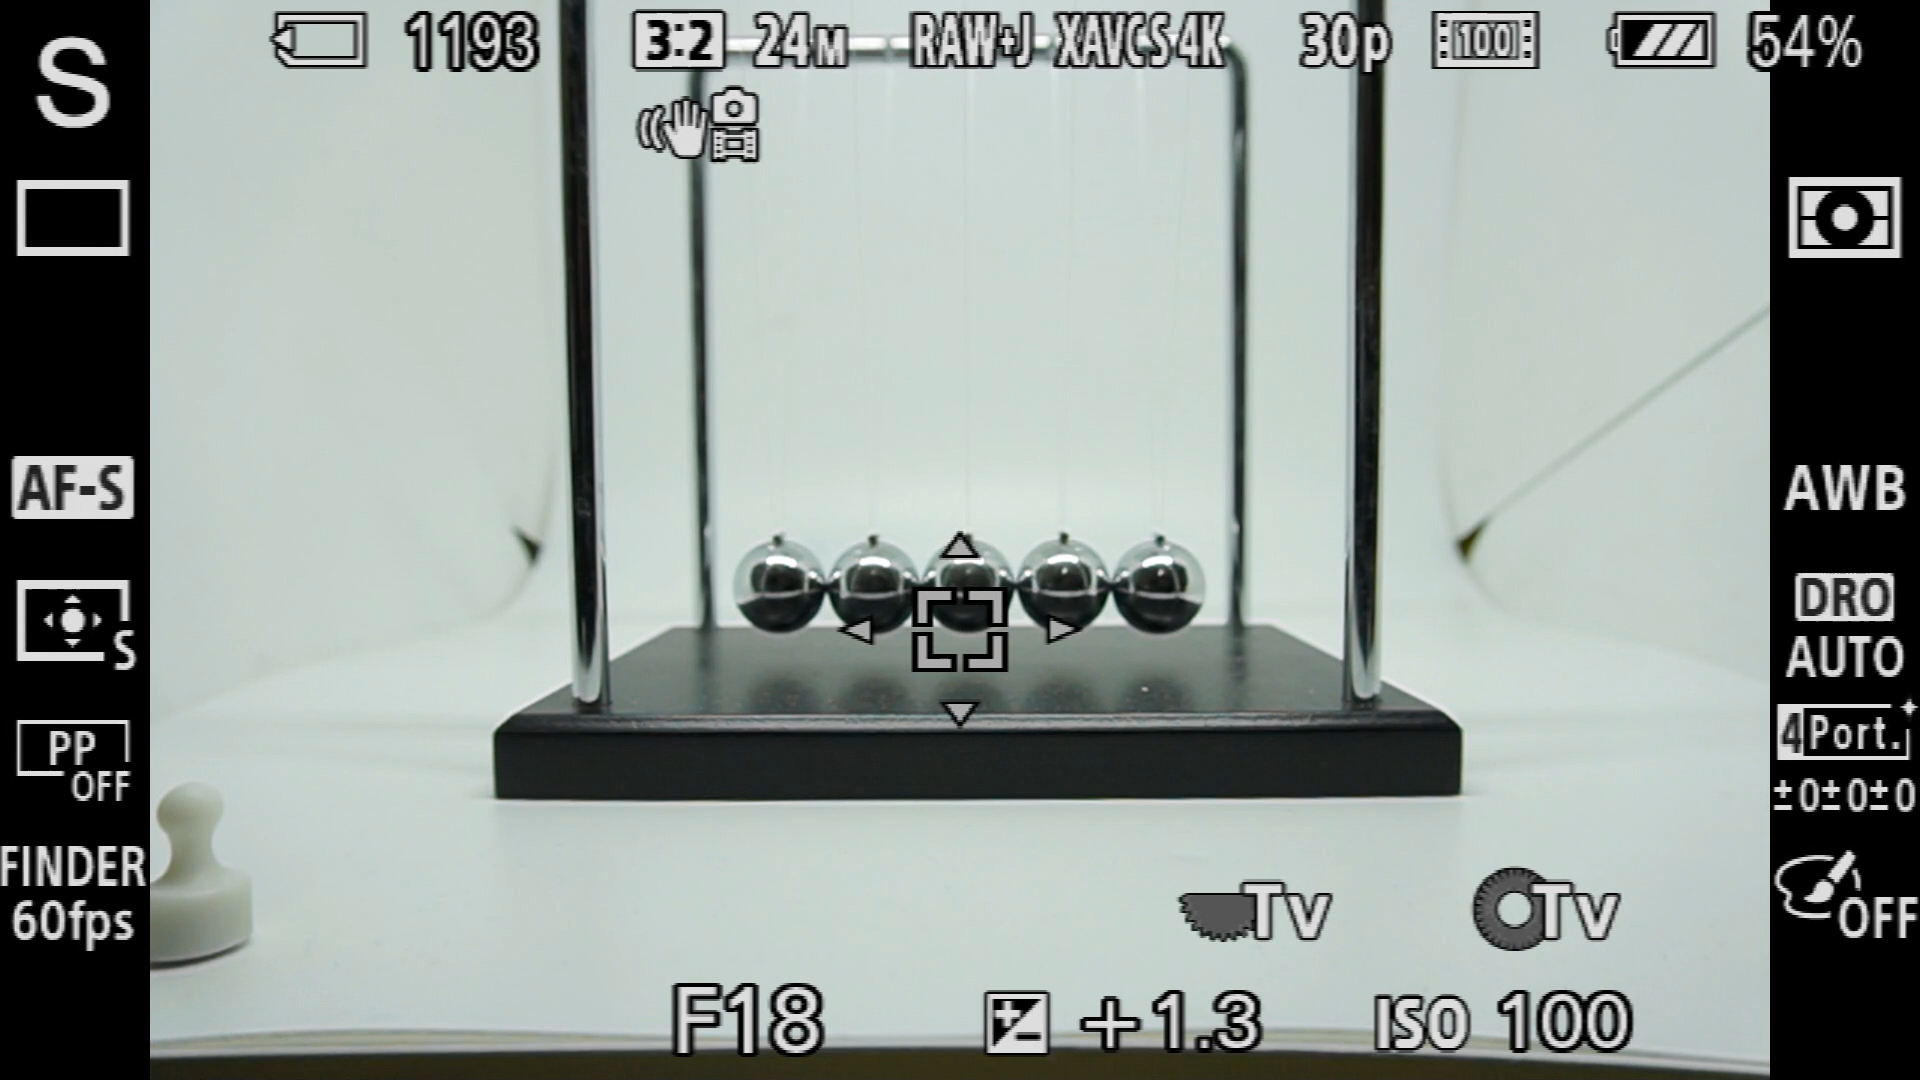 S
1193 3:2 24M RAW+J XAVC S 4K 30p 100 54%
AF-S
S
PP
OFF
FINDER
60fps
AWB
DRO
AUTO
4 Port.
±0±0±0
OFF
Tv Tv
F18 +1.3 ISO 100